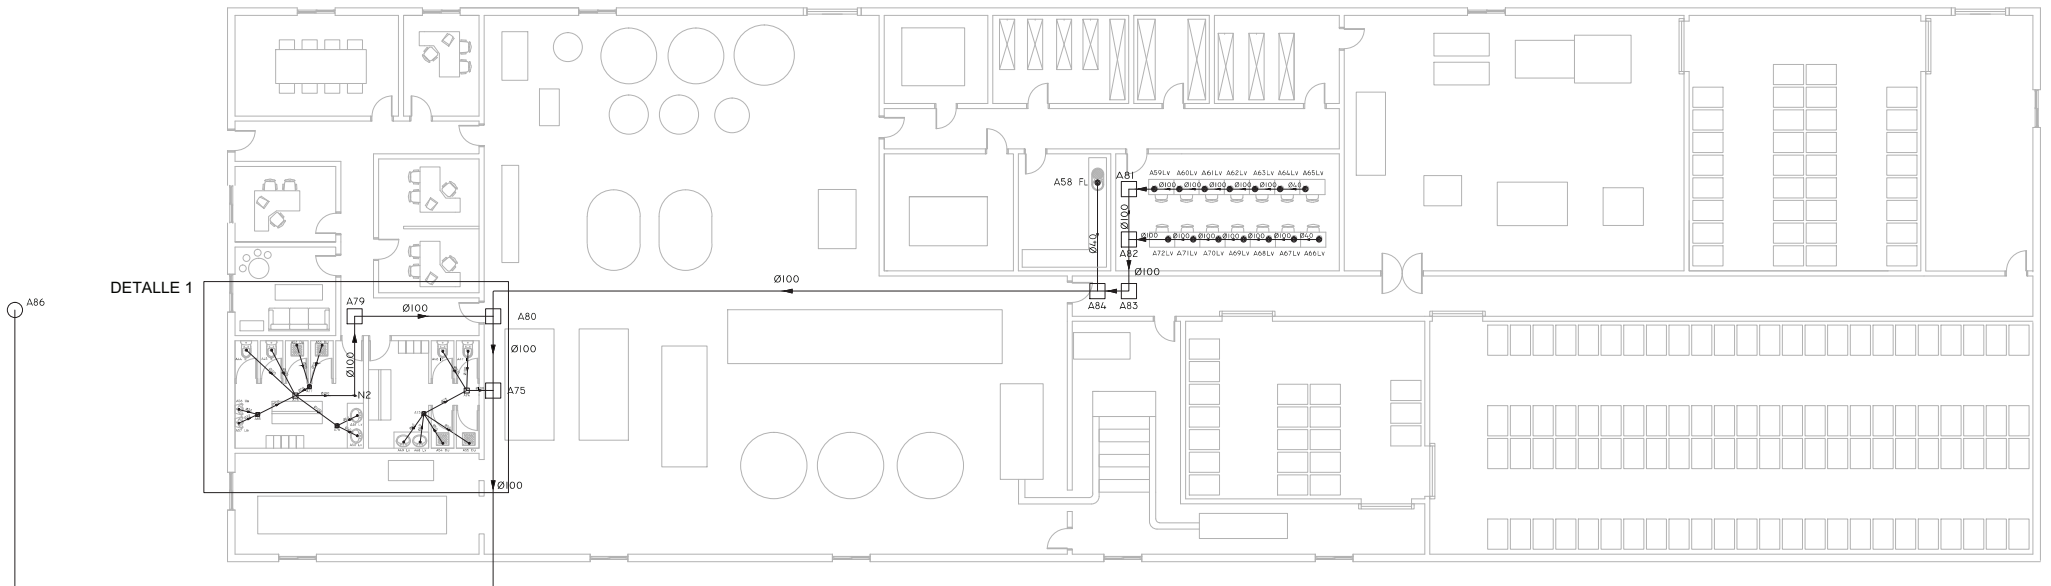 A58 FL
A81
A59Lv A60Lv A61Lv A62Lv A63Lv A64Lv A65Lv
Ø100 Ø100 Ø100 Ø100 Ø100 Ø40
Ø100
Ø40
Ø100 Ø100 Ø100 Ø100 Ø100 Ø100 Ø40
A82
A72Lv A71Lv A70Lv A69Lv A68Lv A67Lv A66Lv
Ø100
Ø100
DETALLE 1
A86
A79
A84
A83
Ø100
A80
Ø100
Ø100
A75
N2
Ø100